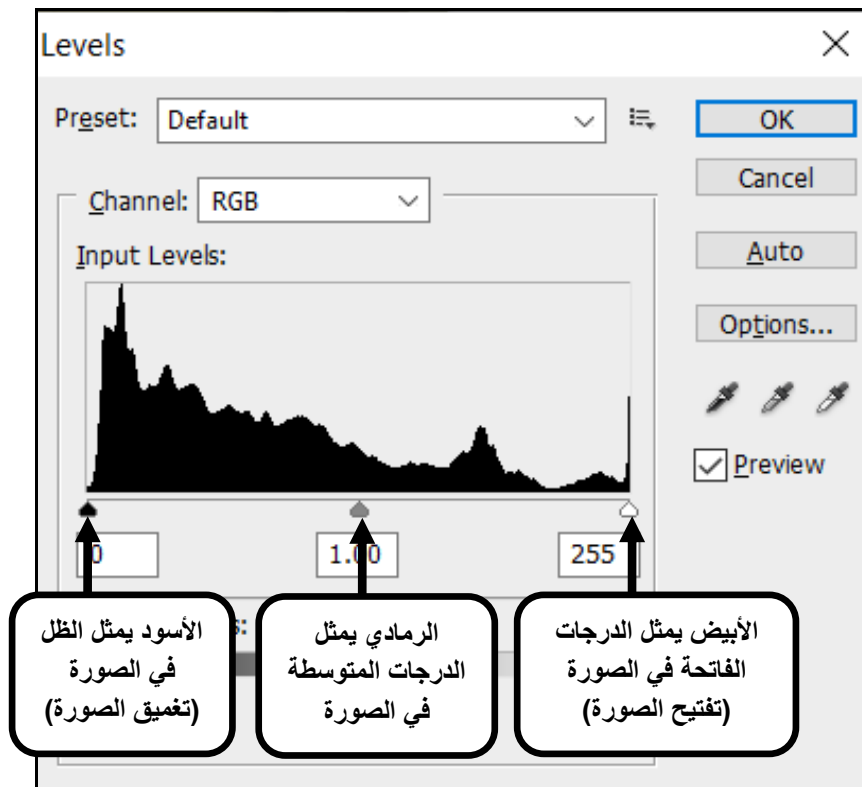 Levels
Preset: Default
OK
Cancel
Channel: RGB
Auto
Input Levels:
Options...
Preview
0 1.00 255
الأسود يمثل الظل
في الصورة
(تغميق الصورة)
الرمادي يمثل
الدرجات المتوسطة
في الصورة
الأبيض يمثل الدرجات
الفاتحة في الصورة
(تفتيح الصورة)